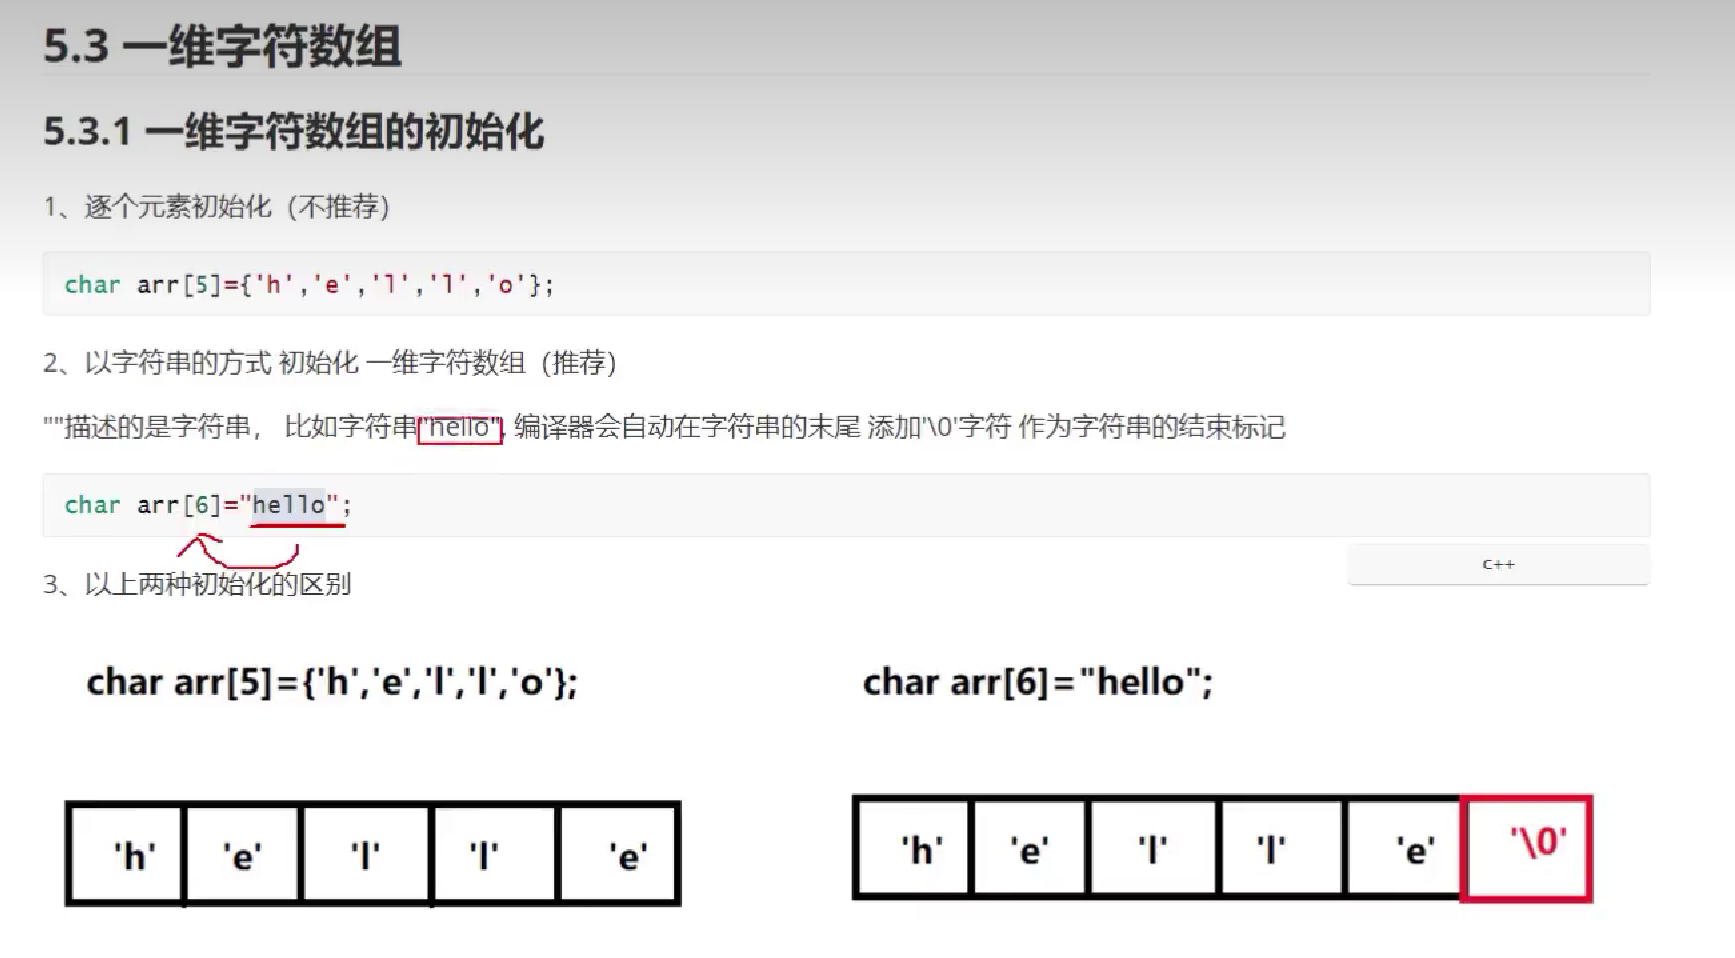 5.3 一维字符数组
5.3.1 一维字符数组的初始化
1、逐个元素初始化（不推荐）
char arr[5]={'h','e','l','l','o'};
2、以字符串的方式 初始化 一维字符数组（推荐）
""描述的是字符串， 比如字符串"hello", 编译器会自动在字符串的末尾 添加'\0'字符 作为字符串的结束标记
char arr[6]="hello";
C++
3、以上两种初始化的区别
char arr[5]={'h','e','l','l','o'};
char arr[6]="hello";
'h' 'e' 'l' 'l' 'e'
'h' 'e' 'l' 'l' 'e' '\0'